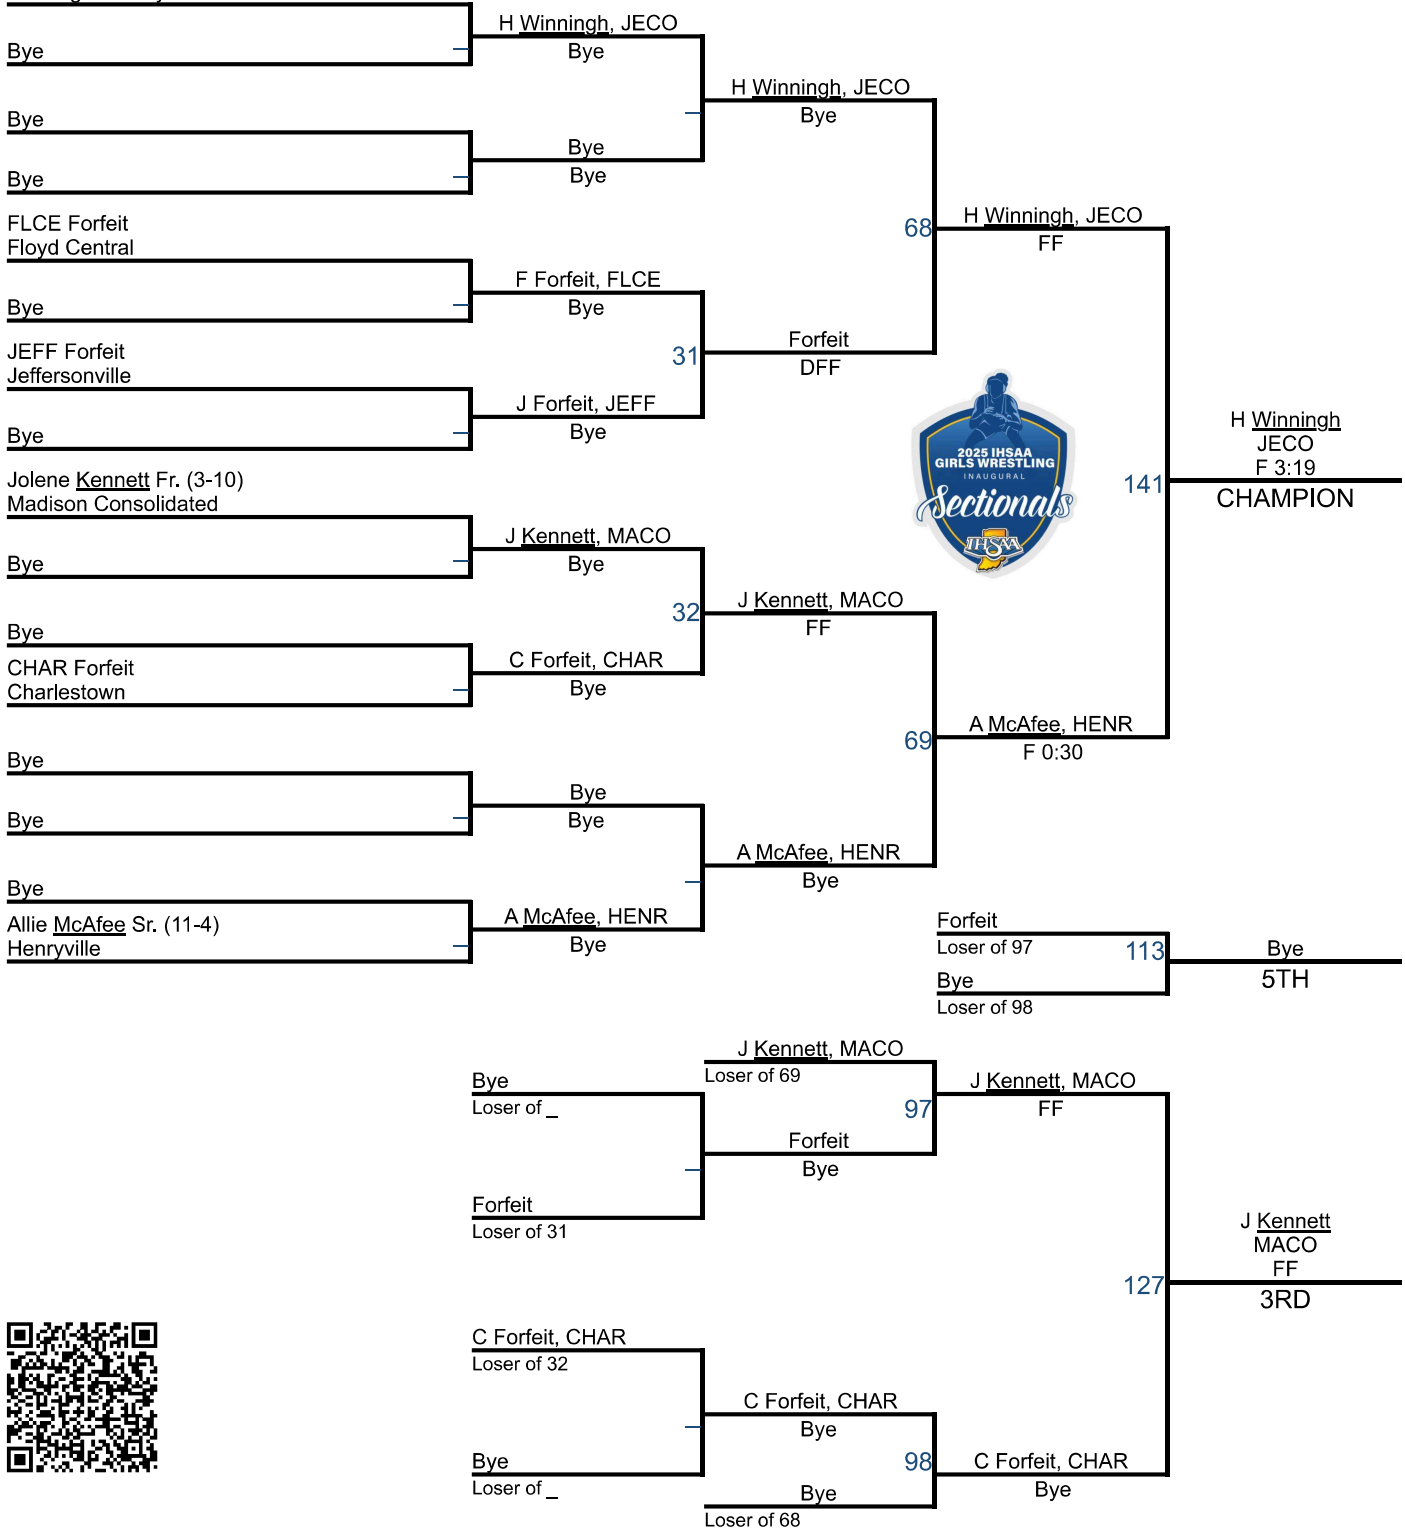 H Winningh, JECO
Bye
Bye
H Winningh, JECO
Bye
Bye
Bye
Bye
Bye
FLCE Forfeit
Floyd Central
68
H Winningh, JECO
FF
F Forfeit, FLCE
Bye
Bye
Forfeit
DFF
31
JEFF Forfeit
Jeffersonville
J Forfeit, JEFF
Bye
Bye
2025 IHSAA
GIRLS WRESTLING
INAUGURAL
Sectionals
IHSAA
H Winningh
JECO
F 3:19
CHAMPION
141
Jolene Kennett Fr. (3-10)
Madison Consolidated
J Kennett, MACO
Bye
Bye
J Kennett, MACO
FF
32
Bye
CHAR Forfeit
Charlestown
C Forfeit, CHAR
Bye
69
A McAfee, HENR
F 0:30
Bye
Bye
Bye
Bye
A McAfee, HENR
Bye
Bye
Allie McAfee Sr. (11-4)
Henryville
A McAfee, HENR
Bye
Forfeit
Loser of 97
113
Bye
5TH
Bye
Loser of 98
J Kennett, MACO
Loser of 69
Bye
Loser of _
97
J Kennett, MACO
FF
Forfeit
Bye
Forfeit
Loser of 31
J Kennett
MACO
FF
3RD
127
C Forfeit, CHAR
Loser of 32
C Forfeit, CHAR
Bye
Bye
Loser of _
98
C Forfeit, CHAR
Bye
Bye
Loser of 68